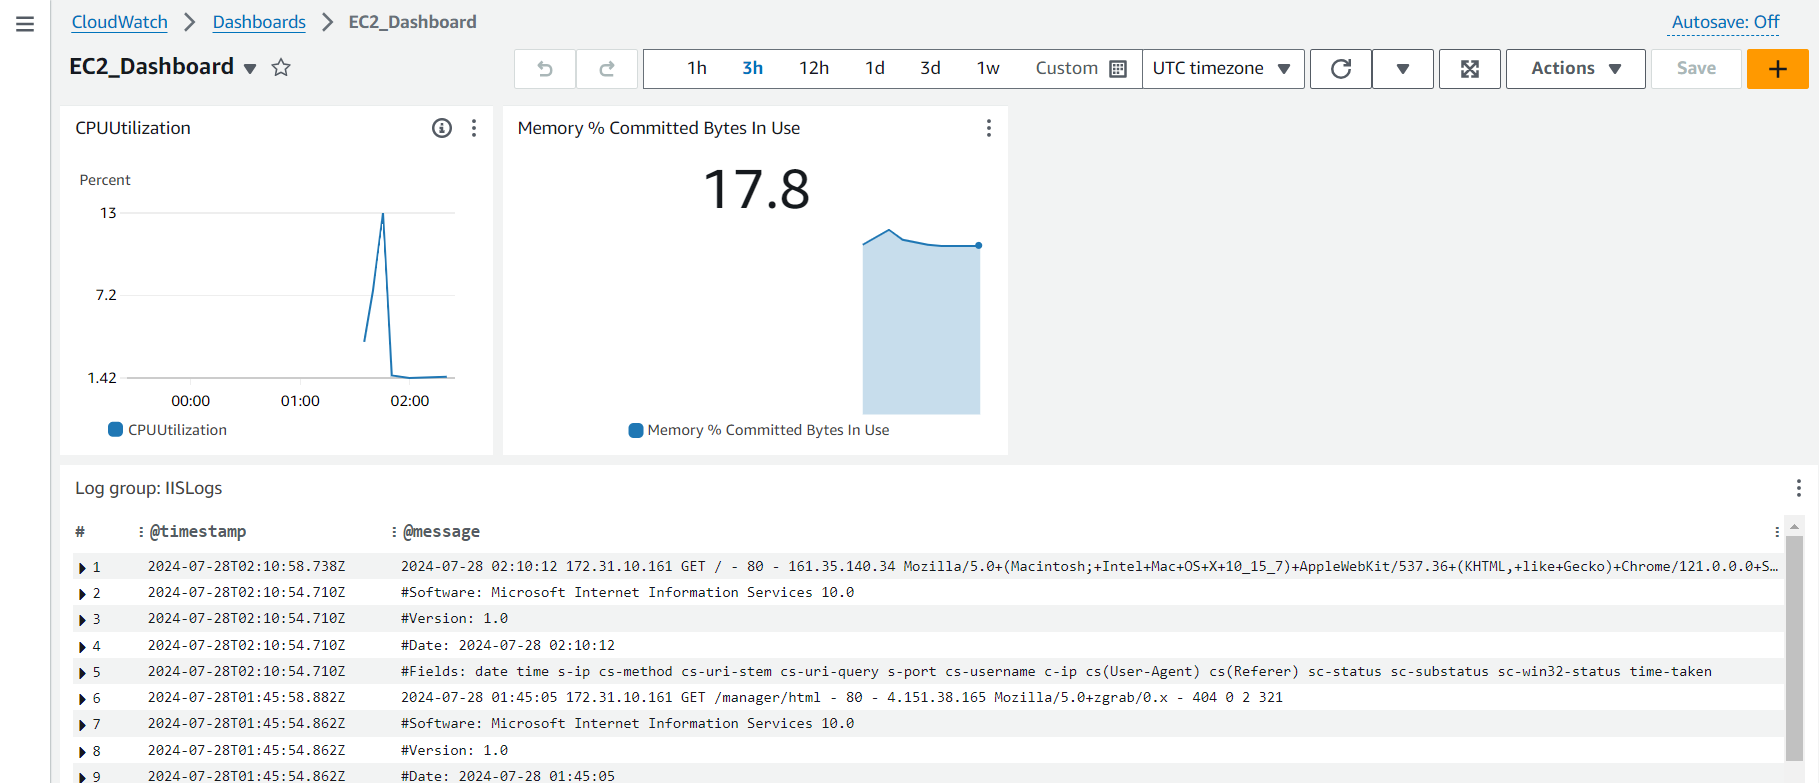 CloudWatch > Dashboards > EC2_Dashboard
Autosave: Off
EC2_Dashboard
1h 3h 12h 1d 3d 1w Custom UTC timezone Actions Save +
CPUUtilization
Percent
13
7.2
1.42
00:00 01:00 02:00
CPUUtilization
Memory % Committed Bytes In Use
17.8
Memory % Committed Bytes In Use
Log group: IISLogs
# @timestamp @message
1 2024-07-28T02:10:58.738Z 2024-07-28 02:10:12 172.31.10.161 GET / - 80 - 161.35.140.34 Mozilla/5.0+(Macintosh;+Intel+Mac+OS+X+10_15_7)+AppleWebKit/537.36+(KHTML,+like+Gecko)+Chrome/121.0.0.0+S…
2 2024-07-28T02:10:54.710Z #Software: Microsoft Internet Information Services 10.0
3 2024-07-28T02:10:54.710Z #Version: 1.0
4 2024-07-28T02:10:54.710Z #Date: 2024-07-28 02:10:12
5 2024-07-28T02:10:54.710Z #Fields: date time s-ip cs-method cs-uri-stem cs-uri-query s-port cs-username c-ip cs(User-Agent) cs(Referer) sc-status sc-substatus sc-win32-status time-taken
6 2024-07-28T01:45:58.882Z 2024-07-28 01:45:05 172.31.10.161 GET /manager/html - 80 - 4.151.38.165 Mozilla/5.0+zgrab/0.x - 404 0 2 321
7 2024-07-28T01:45:54.862Z #Software: Microsoft Internet Information Services 10.0
8 2024-07-28T01:45:54.862Z #Version: 1.0
9 2024-07-28T01:45:54.862Z #Date: 2024-07-28 01:45:05